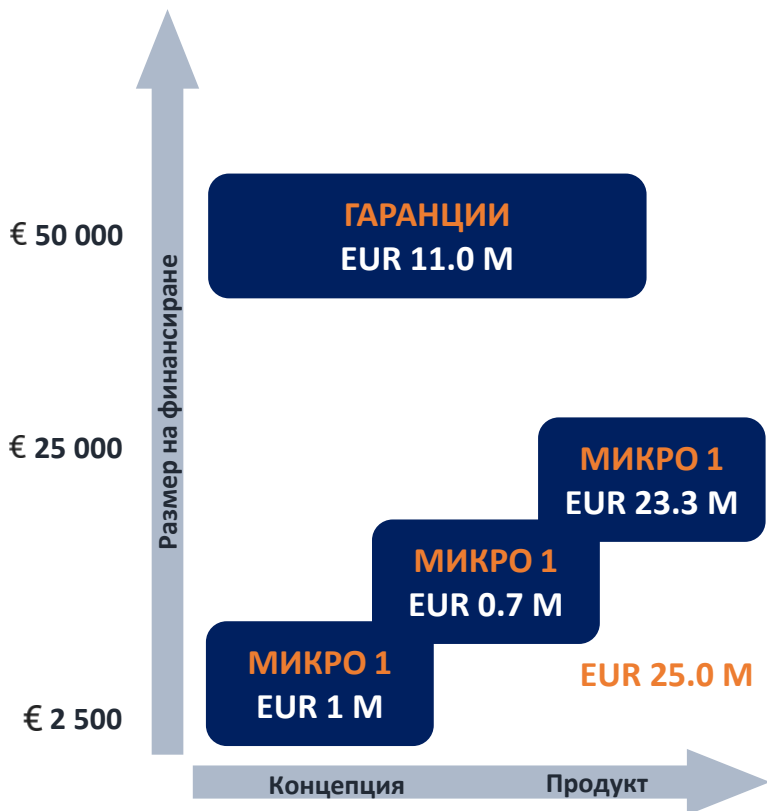 ГАРАНЦИИ
EUR 11.0 M
€ 50 000
Размер на финансиране
€ 25 000
МИКРО 1
EUR 23.3 M
МИКРО 1
EUR 0.7 M
МИКРО 1
EUR 1 M
EUR 25.0 M
€ 2 500
Концепция
Продукт